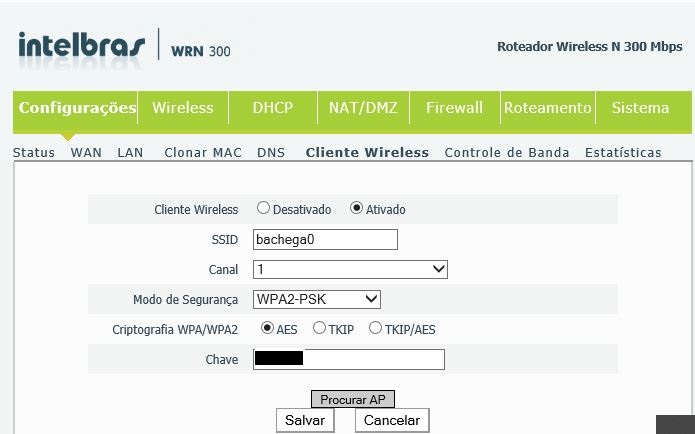 intelbras WRN 300 Roteador Wireless N 300 Mbps
Configurações Wireless DHCP NAT/DMZ Firewall Roteamento Sistema
Status WAN LAN Clonar MAC DNS Cliente Wireless Controle de Banda Estatísticas
Cliente Wireless Desativado Ativado
SSID bachega0
Canal 1
Modo de Segurança WPA2-PSK
Criptografia WPA/WPA2 AES TKIP TKIP/AES
Chave
Procurar AP
Salvar Cancelar